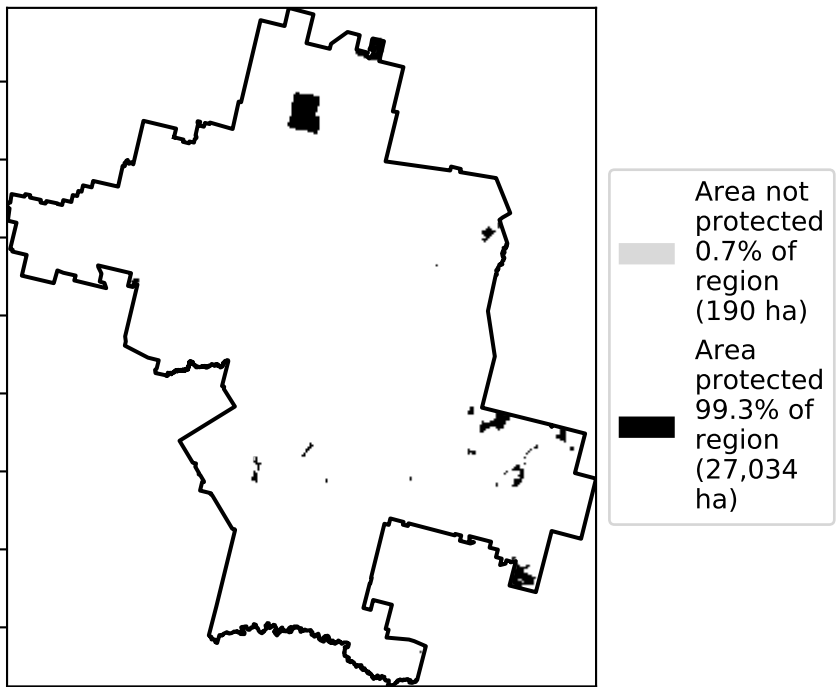 Area not
protected
0.7% of
region
(190 ha)
Area
protected
99.3% of
region
(27,034
ha)